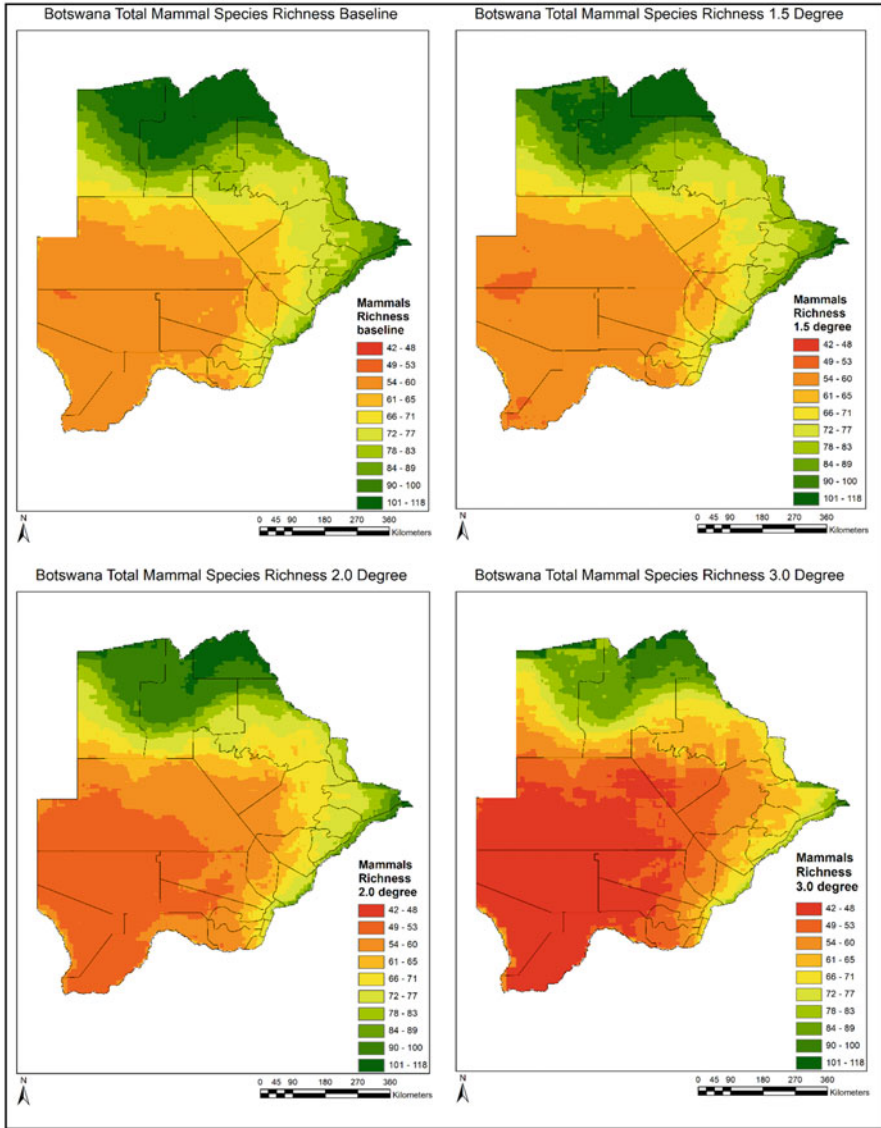 Botswana Total Mammal Species Richness Baseline
Mammals
Richness
baseline
42 - 48
49 - 53
54 - 60
61 - 65
66 - 71
72 - 77
78 - 83
84 - 89
90 - 100
101 - 118
N
0 45 90 180 270 360
Kilometers
Botswana Total Mammal Species Richness 1.5 Degree
Mammals
Richness
1.5 degree
42 - 48
49 - 53
54 - 60
61 - 65
66 - 71
72 - 77
78 - 83
84 - 89
90 - 100
101 - 118
N
0 45 90 180 270 360
Kilometers
Botswana Total Mammal Species Richness 2.0 Degree
Mammals
Richness
2.0 degree
42 - 48
49 - 53
54 - 60
61 - 65
66 - 71
72 - 77
78 - 83
84 - 89
90 - 100
101 - 118
N
0 45 90 180 270 360
Kilometers
Botswana Total Mammal Species Richness 3.0 Degree
Mammals
Richness
3.0 degree
42 - 48
49 - 53
54 - 60
61 - 65
66 - 71
72 - 77
78 - 83
84 - 89
90 - 100
101 - 118
N
0 45 90 180 270 360
Kilometers